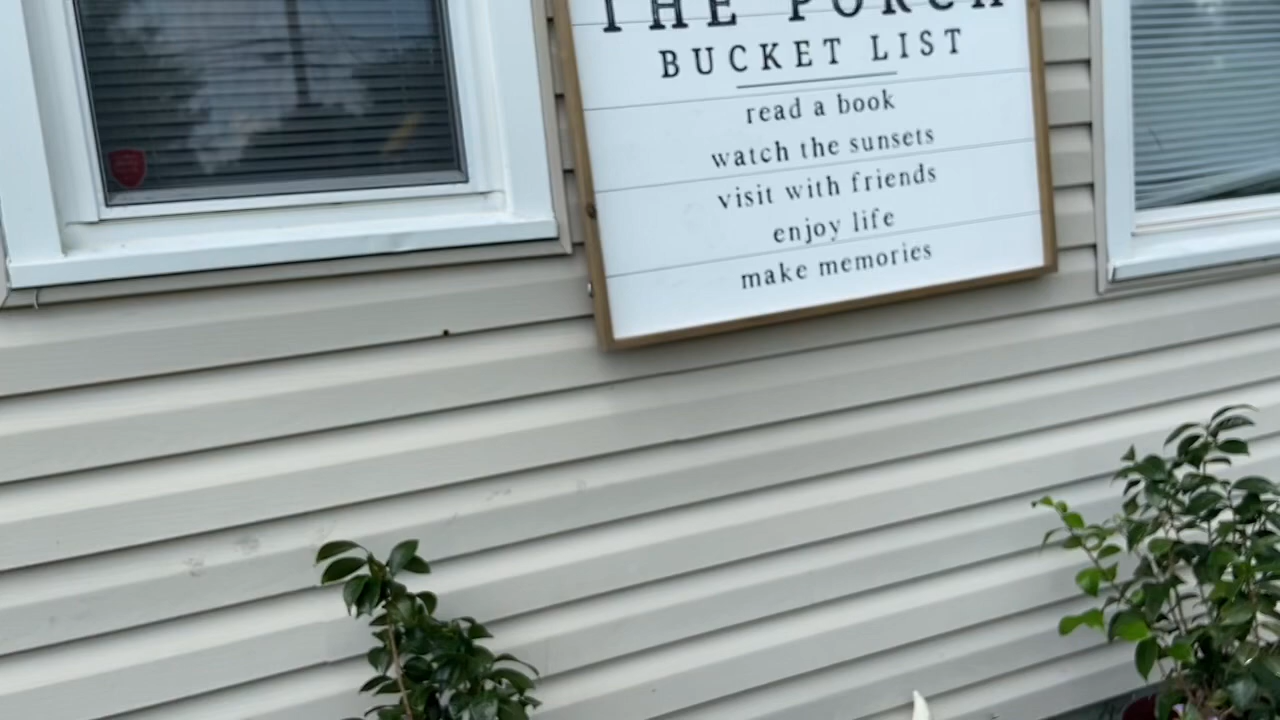 THE PORCH
BUCKET LIST
read a book
watch the sunsets
visit with friends
enjoy life
make memories